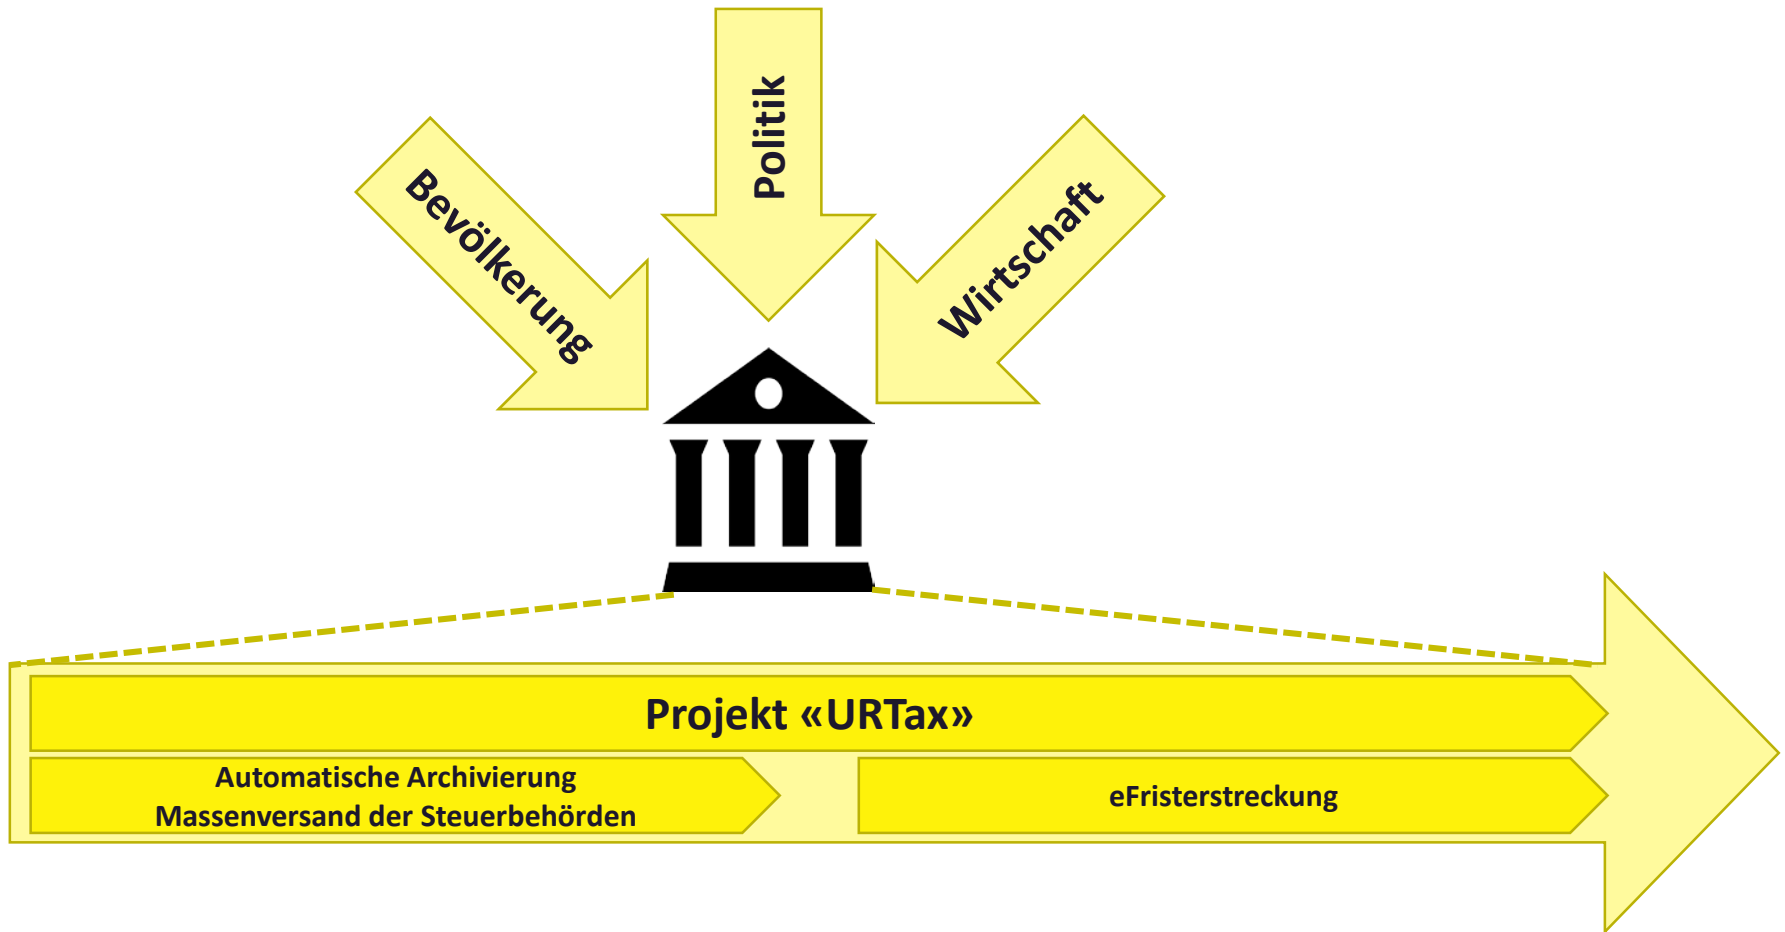 Politik
Bevölkerung
Wirtschaft
Projekt «URTax»
Automatische Archivierung
Massenversand der Steuerbehörden
eFristerstreckung